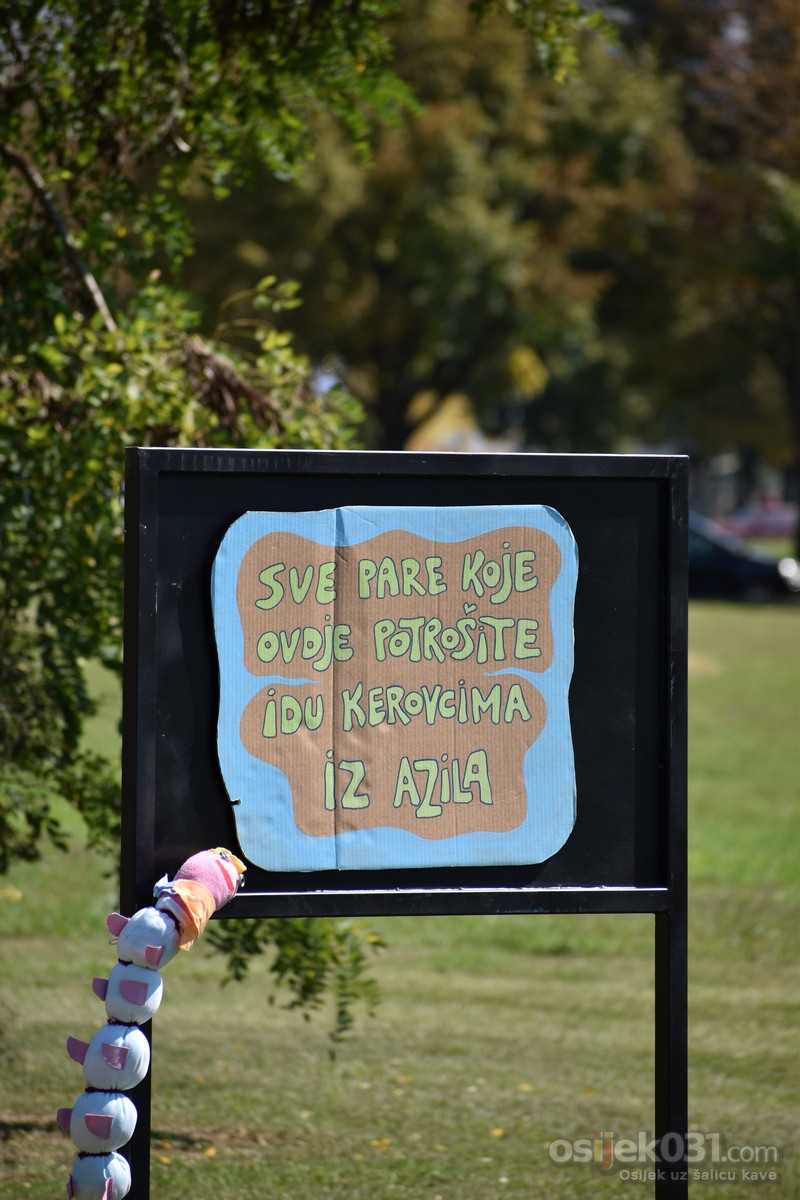 SVE PARE KOJE
OVDJE POTROŠITE
IDU KEROVCIMA
IZ AZILA
osijek031.com
Osijek uz šalicu kave